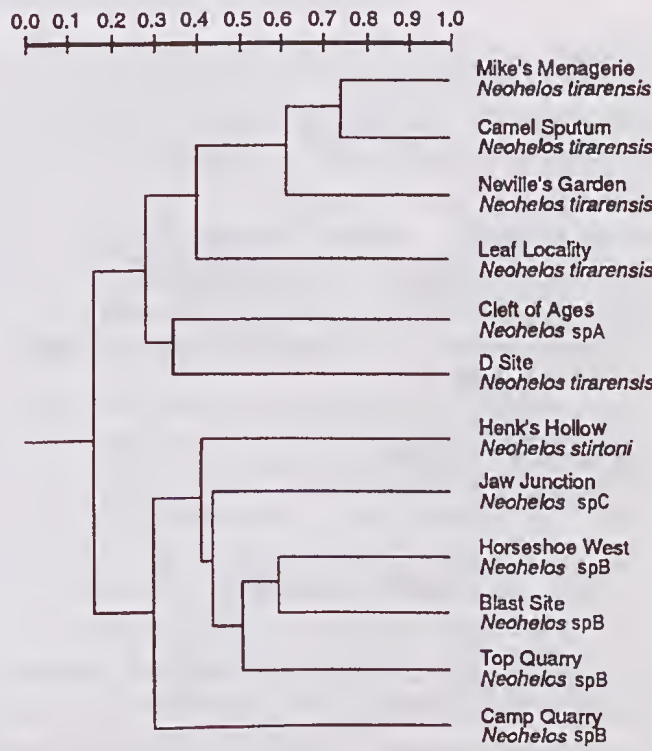 0.0 0.1 0.2 0.3 0.4 0.5 0.6 0.7 0.8 0,9 1.0
Mike's Menagerie
Neohelos tirarensis
Camel Sputum
Neohelos tirarensis
Neville's Garden
Neohelos tirarensis
Leaf Locality
Neohelos tirarensis
Cleft of Ages
Neohelos spA
D Site
Neohelos tirarensis
Henk's Hollow
Neohelos stirtoni
Jaw Junction
Neohelos spC
Horseshoe West
Neohelos spB
Blast Site
Neohelos spB
Top Quarry
Neohelos spB
Camp Quarry
Neohelos spB